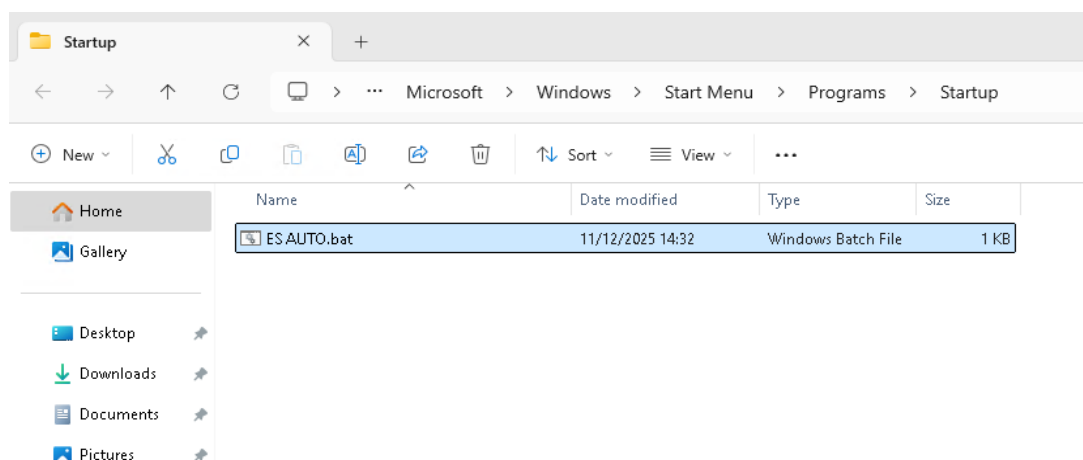 Startup
Microsoft > Windows > Start Menu > Programs > Startup
New Sort View
Name Date modified Type Size
Home
ES AUTO.bat 11/12/2025 14:32 Windows Batch File 1 KB
Gallery
Desktop
Downloads
Documents
Pictures